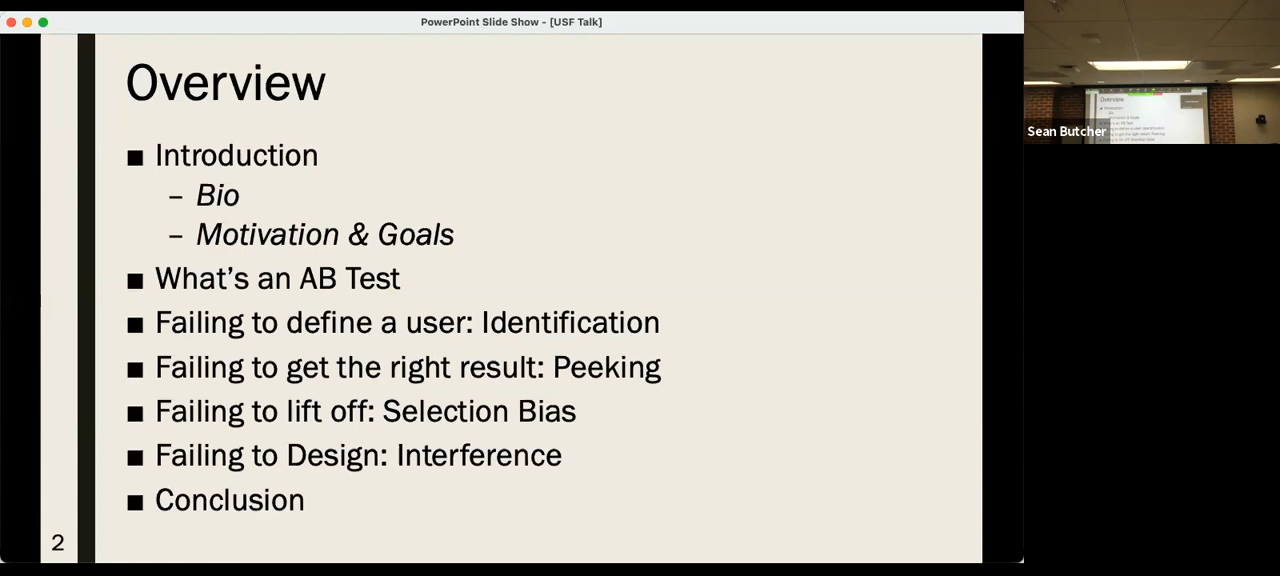 PowerPoint Slide Show - [USF Talk]
Overview
■ Introduction
– Bio
– Motivation & Goals
■ What’s an AB Test
■ Failing to define a user: Identification
■ Failing to get the right result: Peeking
■ Failing to lift off: Selection Bias
■ Failing to Design: Interference
■ Conclusion
2
Sean Butcher
Overview